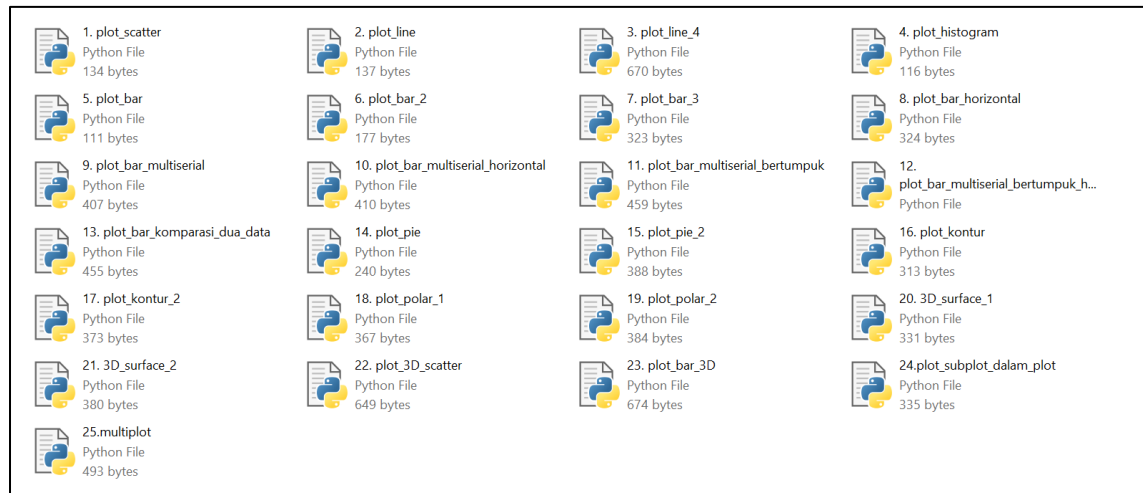 1. plot_scatter
Python File
134 bytes
2. plot_line
Python File
137 bytes
3. plot_line_4
Python File
670 bytes
4. plot_histogram
Python File
116 bytes
5. plot_bar
Python File
111 bytes
6. plot_bar_2
Python File
177 bytes
7. plot_bar_3
Python File
323 bytes
8. plot_bar_horizontal
Python File
324 bytes
9. plot_bar_multiserial
Python File
407 bytes
10. plot_bar_multiserial_horizontal
Python File
410 bytes
11. plot_bar_multiserial_bertumpuk
Python File
459 bytes
12.
plot_bar_multiserial_bertumpuk_h...
Python File
13. plot_bar_komparasi_dua_data
Python File
455 bytes
14. plot_pie
Python File
240 bytes
15. plot_pie_2
Python File
388 bytes
16. plot_kontur
Python File
313 bytes
17. plot_kontur_2
Python File
373 bytes
18. plot_polar_1
Python File
367 bytes
19. plot_polar_2
Python File
384 bytes
20. 3D_surface_1
Python File
331 bytes
21. 3D_surface_2
Python File
380 bytes
22. plot_3D_scatter
Python File
649 bytes
23. plot_bar_3D
Python File
674 bytes
24.plot_subplot_dalam_plot
Python File
335 bytes
25.multiplot
Python File
493 bytes